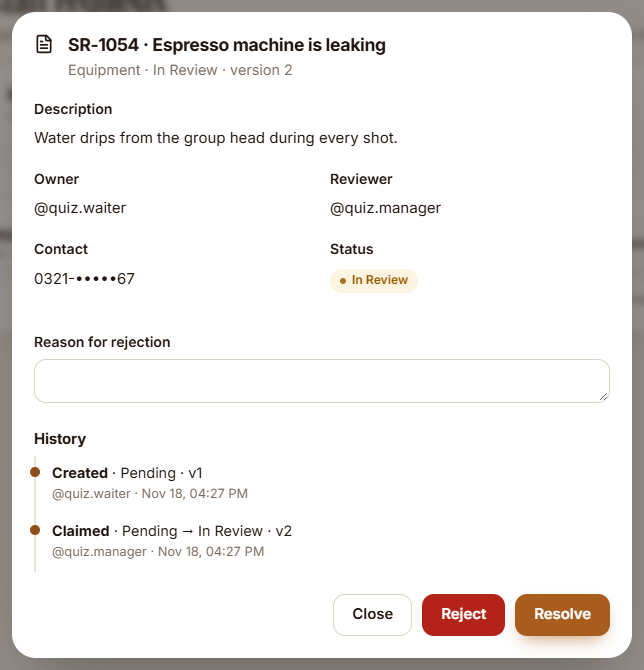 SR-1054 · Espresso machine is leaking
Equipment · In Review · version 2
Description
Water drips from the group head during every shot.
Owner
Reviewer
@quiz.waiter
@quiz.manager
Contact
Status
0321-•••••67
In Review
Reason for rejection
History
Created · Pending · v1
@quiz.waiter · Nov 18, 04:27 PM
Claimed · Pending → In Review · v2
@quiz.manager · Nov 18, 04:27 PM
Close
Reject
Resolve